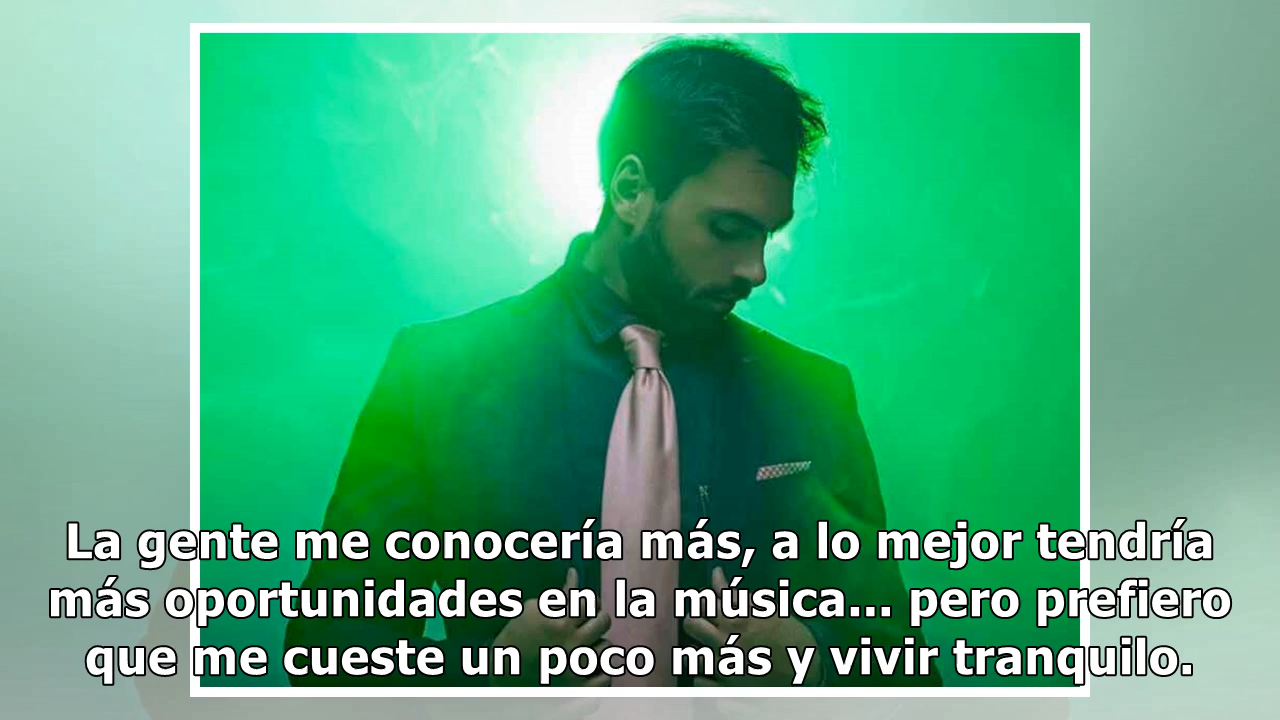 La gente me conocería más, a lo mejor tendría
más oportunidades en la música... pero prefiero
que me cueste un poco más y vivir tranquilo.